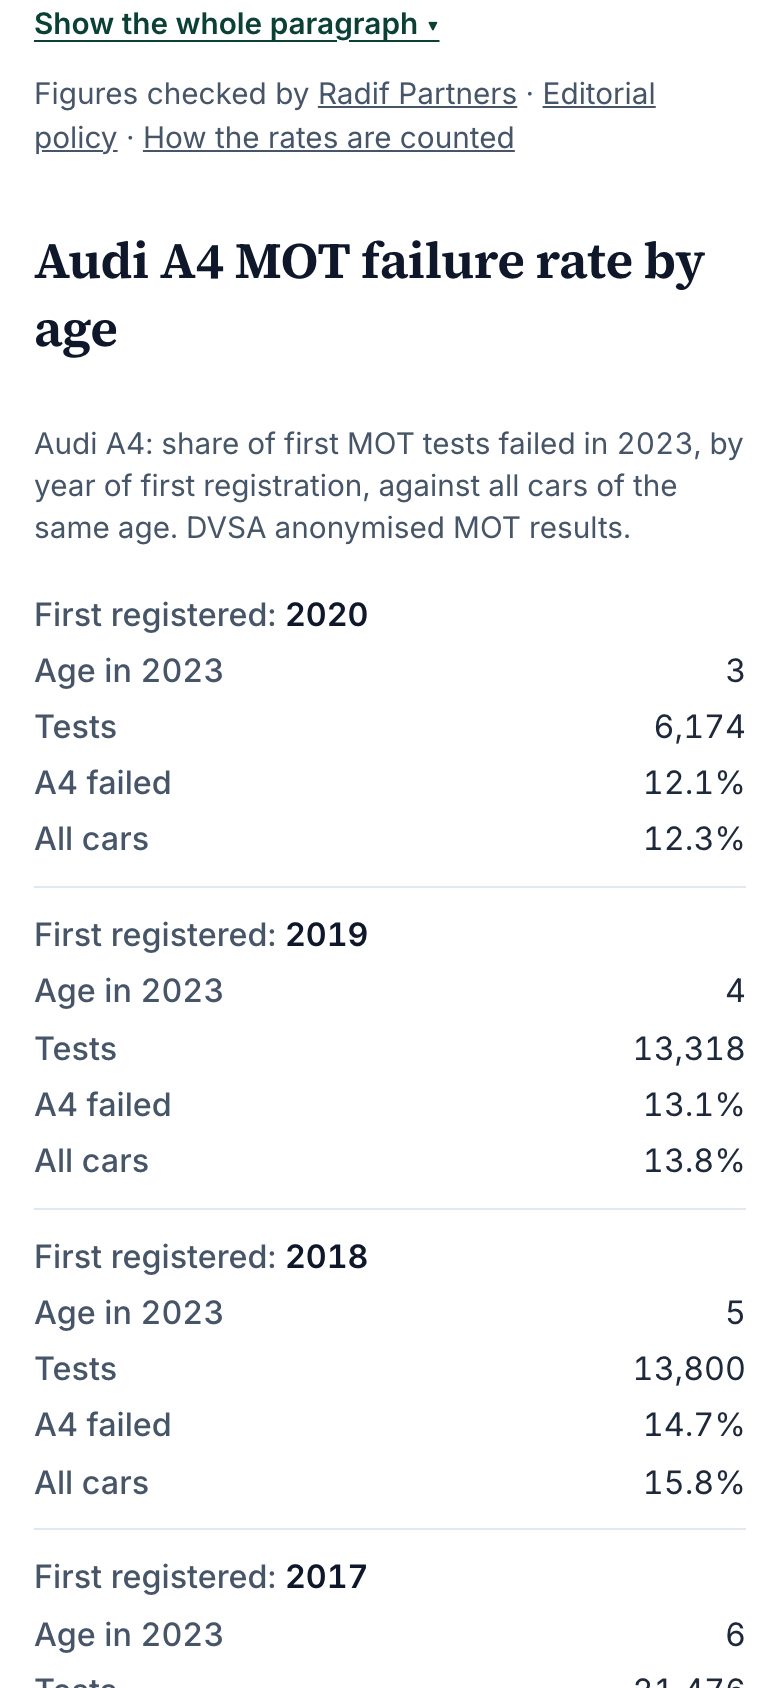 Show the whole paragraph ▾
Figures checked by Radif Partners · Editorial
policy · How the rates are counted
Audi A4 MOT failure rate by
age
Audi A4: share of first MOT tests failed in 2023, by
year of first registration, against all cars of the
same age. DVSA anonymised MOT results.
First registered: 2020
Age in 2023 3
Tests 6,174
A4 failed 12.1%
All cars 12.3%
First registered: 2019
Age in 2023 4
Tests 13,318
A4 failed 13.1%
All cars 13.8%
First registered: 2018
Age in 2023 5
Tests 13,800
A4 failed 14.7%
All cars 15.8%
First registered: 2017
Age in 2023 6
Tests